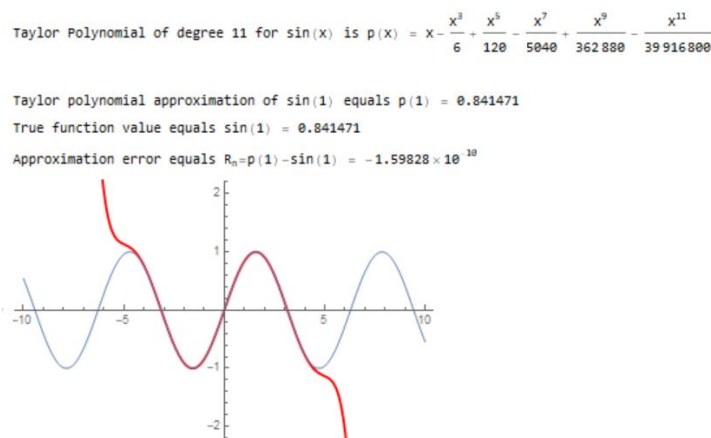 Taylor Polynomial of degree 11 for sin(x) is p(x) = x - x³/6 + x⁵/120 - x⁷/5040 + x⁹/362 880 - x¹¹/39 916 800
Taylor polynomial approximation of sin(1) equals p(1) = 0.841471
True function value equals sin(1) = 0.841471
Approximation error equals Rₙ=p(1)-sin(1) = -1.59828×10⁻¹⁰
2
1
-10 -5 5 10
-1
-2